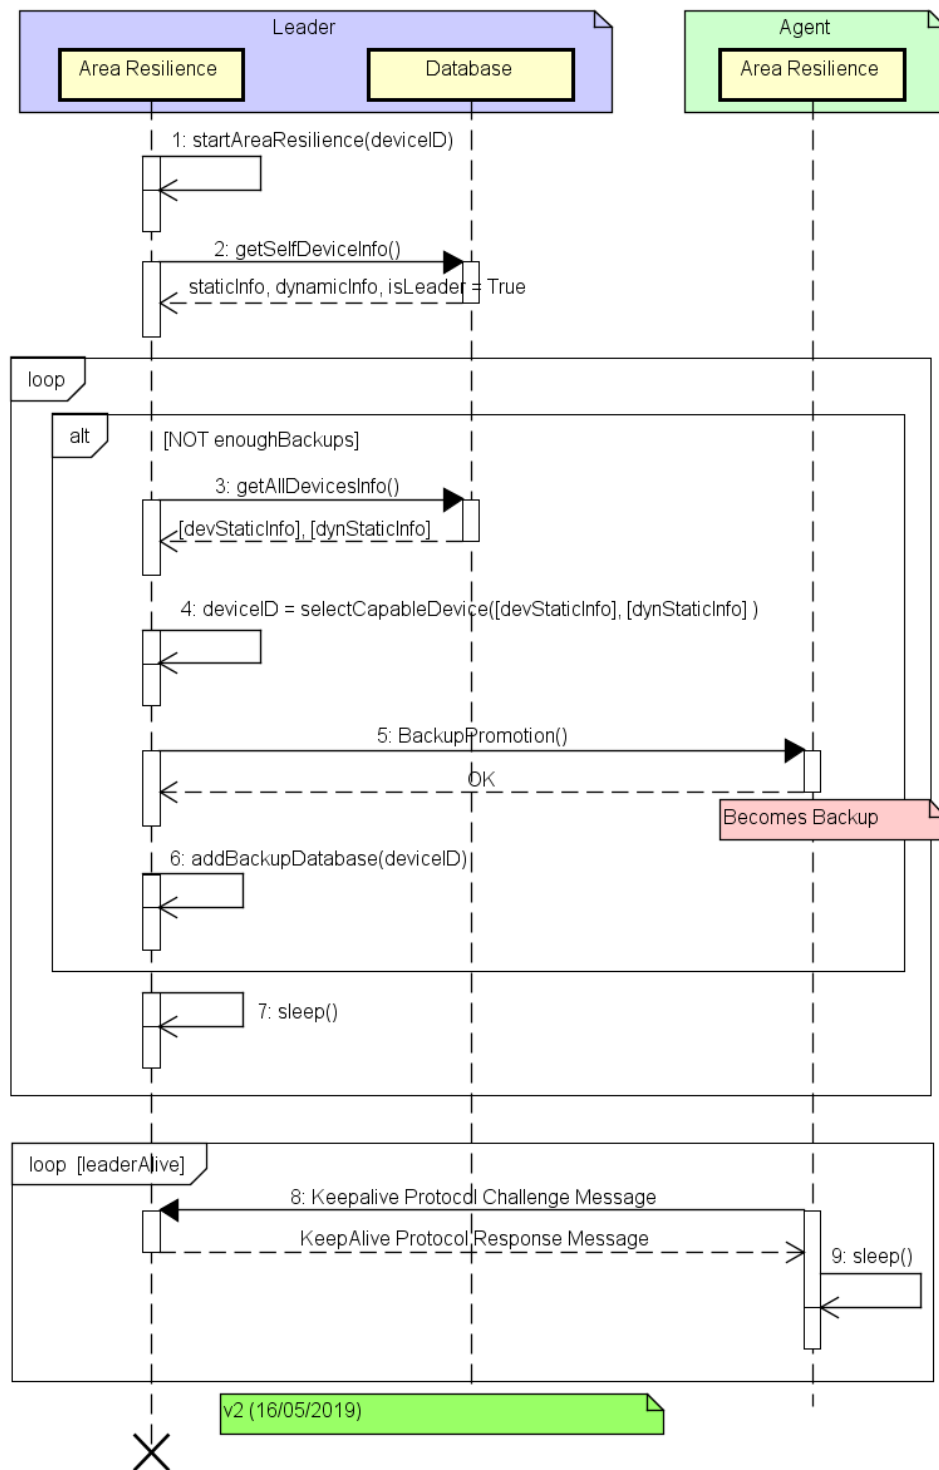 Leader
Agent
Area Resilience
Database
Area Resilience
1: startAreaResilience(deviceID)
2: getSelfDeviceInfo()
staticInfo, dynamicInfo, isLeader = True
loop
alt
[NOT enoughBackups]
3: getAllDevicesInfo()
[devStaticInfo], [dynStaticInfo]
4: deviceID = selectCapableDevice([devStaticInfo], [dynStaticInfo] )
5: BackupPromotion()
OK
Becomes Backup
6: addBackupDatabase(deviceID)
7: sleep()
loop [leaderAlive]
8: Keepalive Protocol Challenge Message
KeepAlive Protocol Response Message
9: sleep()
v2 (16/05/2019)